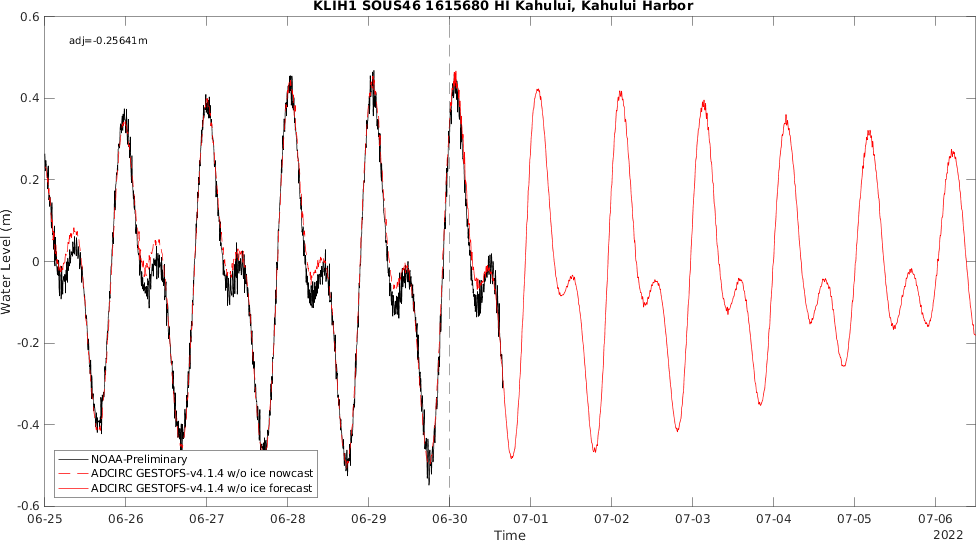 KLIH1 SOUS46 1615680 HI Kahului, Kahului Harbor
adj=-0.25641m
0.6
0.4
0.2
0
-0.2
-0.4
-0.6
Water Level (m)
NOAA-Preliminary
ADCIRC GESTOFS-v4.1.4 w/o ice nowcast
ADCIRC GESTOFS-v4.1.4 w/o ice forecast
06-25 06-26 06-27 06-28 06-29 06-30 07-01 07-02 07-03 07-04 07-05 07-06
Time
2022